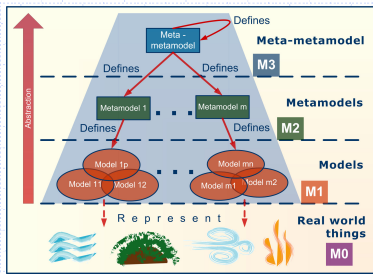 Defines
Meta -
metamodel
Meta-metamodel
M3
Defines
Defines
Metamodels
Metamodel 1
. . .
Metamodel m
M2
Defines
Defines
Models
Model 1p
Model 11
Model 12
. . .
Model mn
Model m1
Model m2
M1
Represent
Real world
things
M0
Abstraction